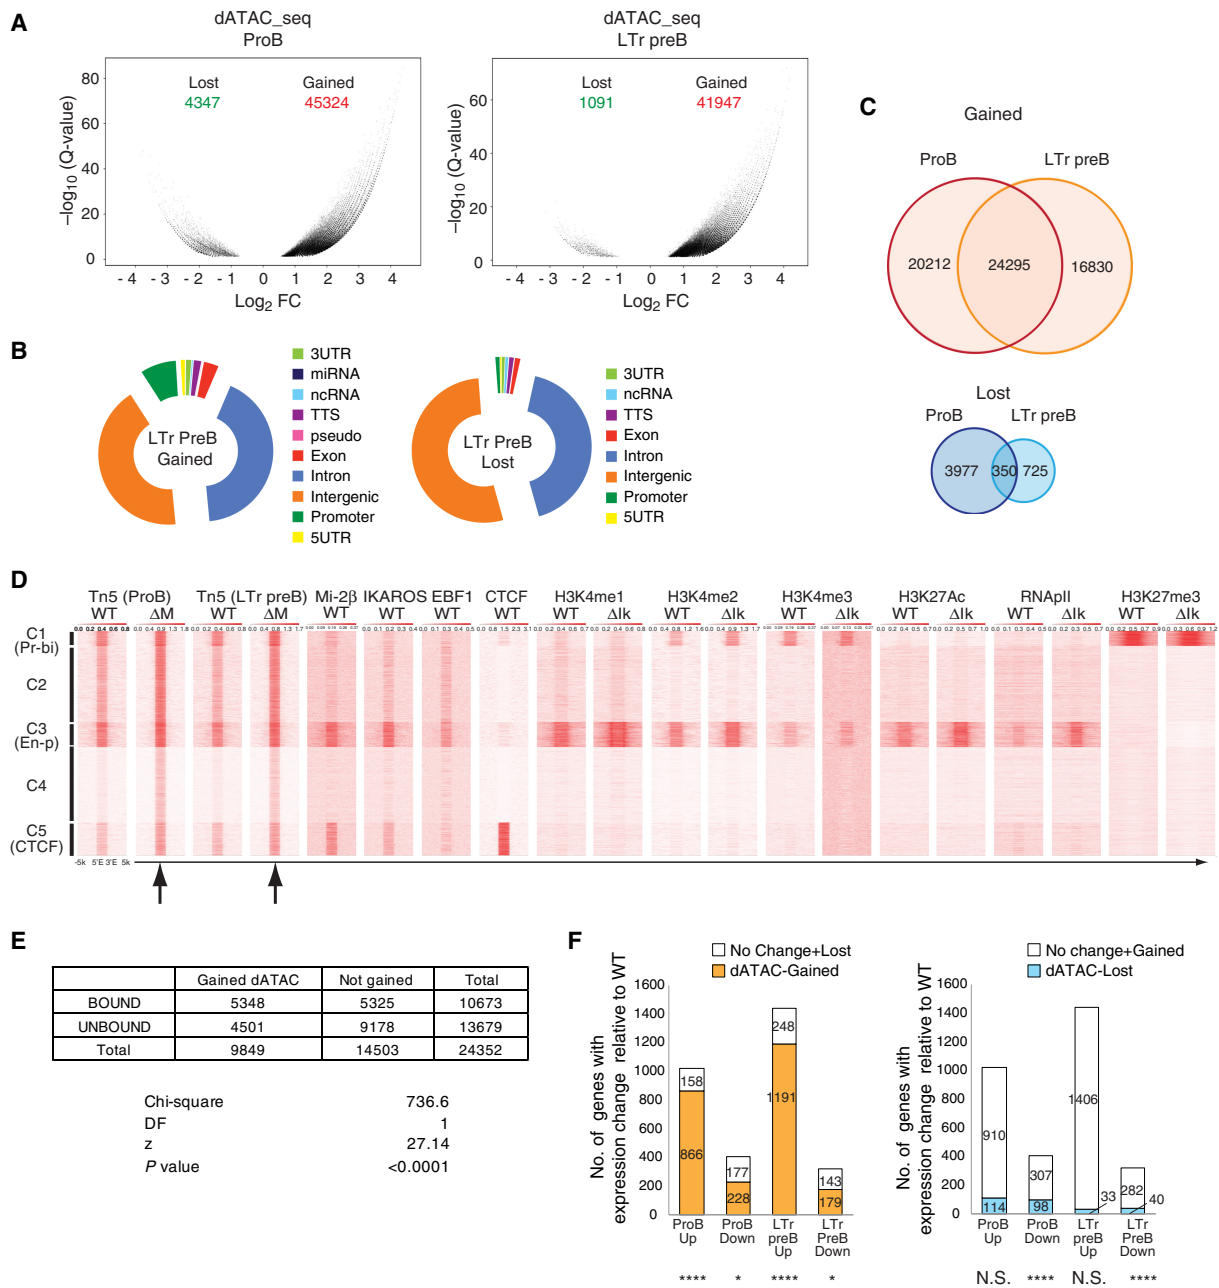 A
dATAC_seq
ProB
Lost
4347
Gained
45324
80
60
40
20
0
–log10 (Q-value)
- 4 - 3 - 2 - 1 0 1 2 3 4
Log2 FC
dATAC_seq
LTr preB
Lost
1091
Gained
41947
60
40
20
0
–log10 (Q-value)
- 4 - 3 - 2 - 1 0 1 2 3 4
Log2 FC
C
Gained
ProB
LTr preB
20212
24295
16830
Lost
ProB
LTr preB
3977
350
725
B
LTr PreB
Gained
3UTR
miRNA
ncRNA
TTS
pseudo
Exon
Intron
Intergenic
Promoter
5UTR
LTr PreB
Lost
3UTR
ncRNA
TTS
Exon
Intron
Intergenic
Promoter
5UTR
D
Tn5 (ProB) Tn5 (LTr preB) Mi-2β IKAROS EBF1 CTCF H3K4me1 H3K4me2 H3K4me3 H3K27Ac RNApII H3K27me3
WT ΔM WT ΔM WT WT WT WT WT ΔIk WT ΔIk WT ΔIk WT ΔIk WT ΔIk WT ΔIk
C1
(Pr-bi)
C2
C3
(En-p)
C4
C5
(CTCF)
-5k 5'E 3'E 5k
E
Gained dATAC Not gained Total
BOUND 5348 5325 10673
UNBOUND 4501 9178 13679
Total 9849 14503 24352
Chi-square 736.6
DF 1
z 27.14
P value <0.0001
F
No Change+Lost
dATAC-Gained
No. of genes with
expression change relative to WT
1600
1400
1200
1000
800
600
400
200
0
158
866
177
228
248
1191
143
179
ProB
Up
ProB
Down
LTr
preB
Up
LTr
PreB
Down
**** * **** *
No change+Gained
dATAC-Lost
No. of genes with
expression change relative to WT
1600
1400
1200
1000
800
600
400
200
0
910
114
307
98
1406
33
282
40
ProB
Up
ProB
Down
LTr
preB
Up
LTr
PreB
Down
N.S. **** N.S. ****